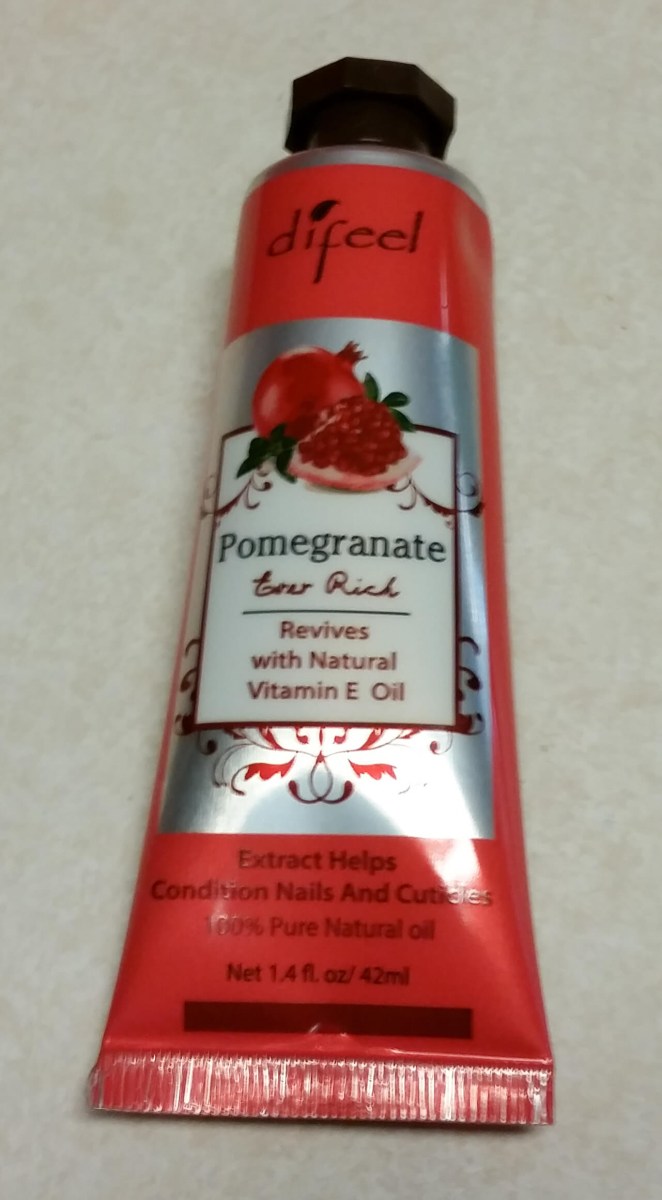 difeel
Pomegranate
Ever Rich
Revives
with Natural
Vitamin E Oil
Extract Helps
Condition Nails And Cuticles
100% Pure Natural oil
Net 1.4 fl. oz/ 42ml